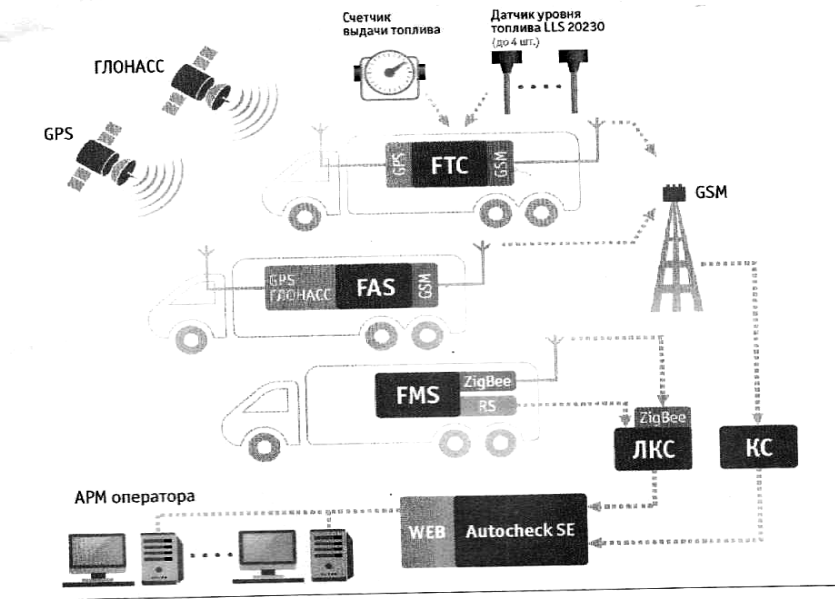 Счетчик
выдачи топлива
Датчик уровня
топлива LLS 20230
(до 4 шт.)
ГЛОНАСС
GPS
GPS FTC GSM
GSM
GPS
ГЛОНАСС FAS GSM
FMS ZigBee
RS
ZigBee
ЛКС
КС
АРМ оператора
WEB Autocheck SE